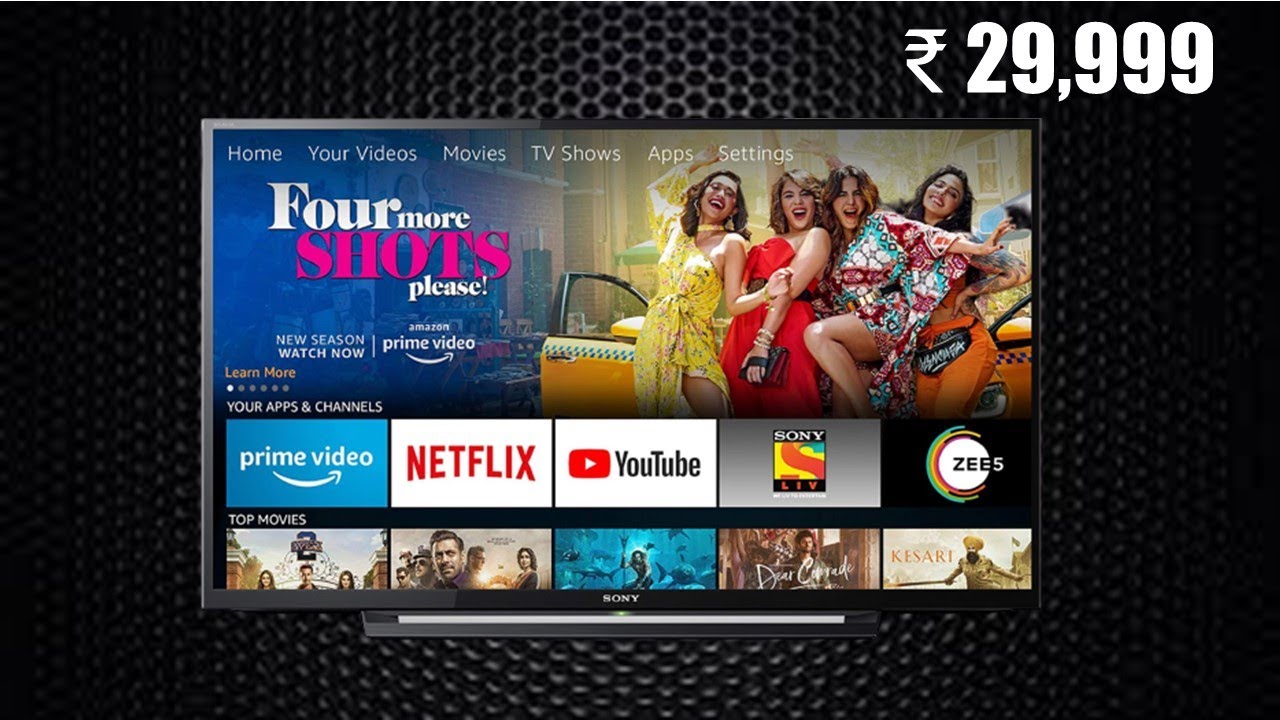 ₹ 29,999
Home Your Videos Movies TV Shows Apps Settings
Four more
SHOTS
please!
NEW SEASON
WATCH NOW
amazon
prime video
Learn More
YOUR APPS & CHANNELS
prime video
NETFLIX
YouTube
SONY
LIV
ZEE5
TOP MOVIES
Dear Comrade
KESARI
SONY